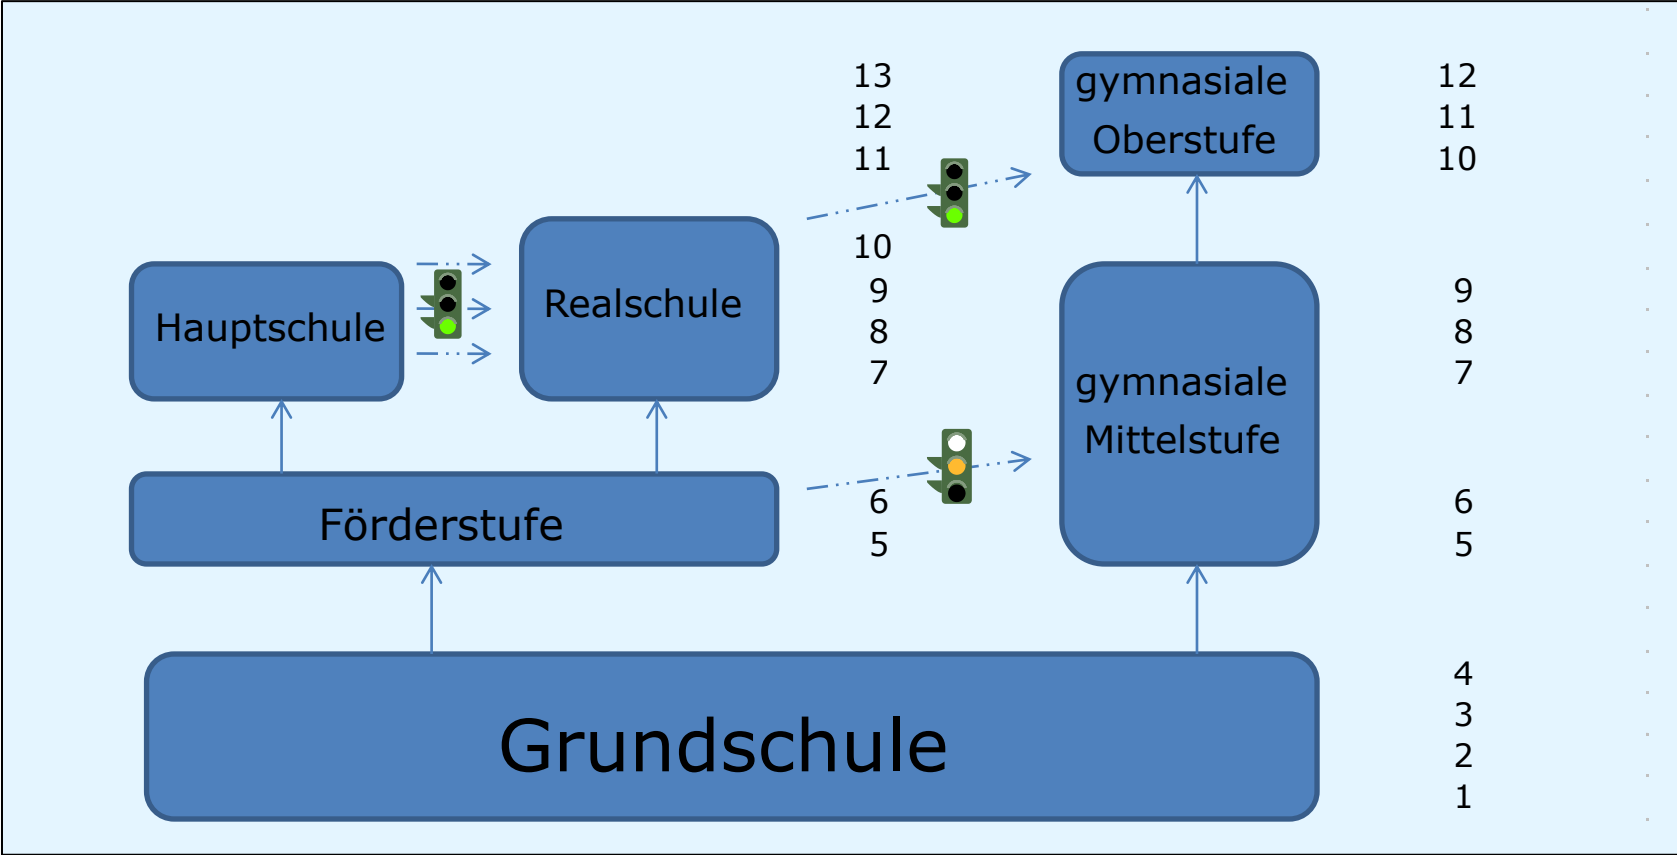 13
gymnasiale
12
12
Oberstufe
11
11
10
10
Hauptschule
Realschule
9
9
8
8
7
gymnasiale
7
Mittelstufe
Förderstufe
6
6
5
5
Grundschule
4
3
2
1